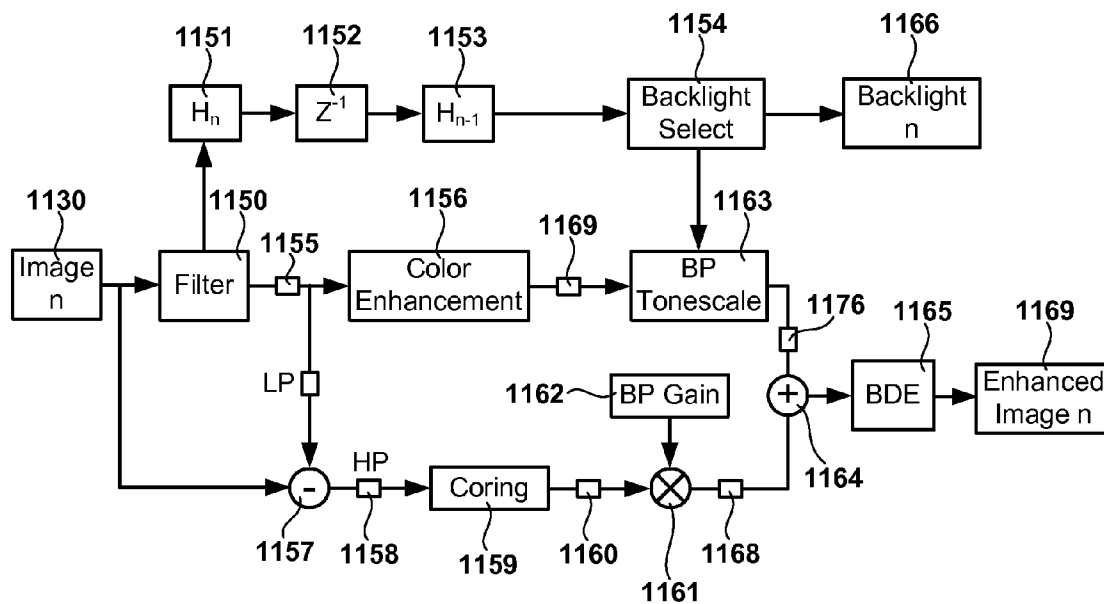 1151
1152
1153
1154
1166
Hn
Z-1
Hn-1
Backlight
Select
Backlight
n
1130
1150
1155
1156
1169
1163
Image
n
Filter
Color
Enhancement
BP
Tonescale
1176
1165
1169
LP
1162
BP Gain
+
BDE
Enhanced
Image n
1164
HP
-
Coring
1157
1158
1159
1160
1161
1168